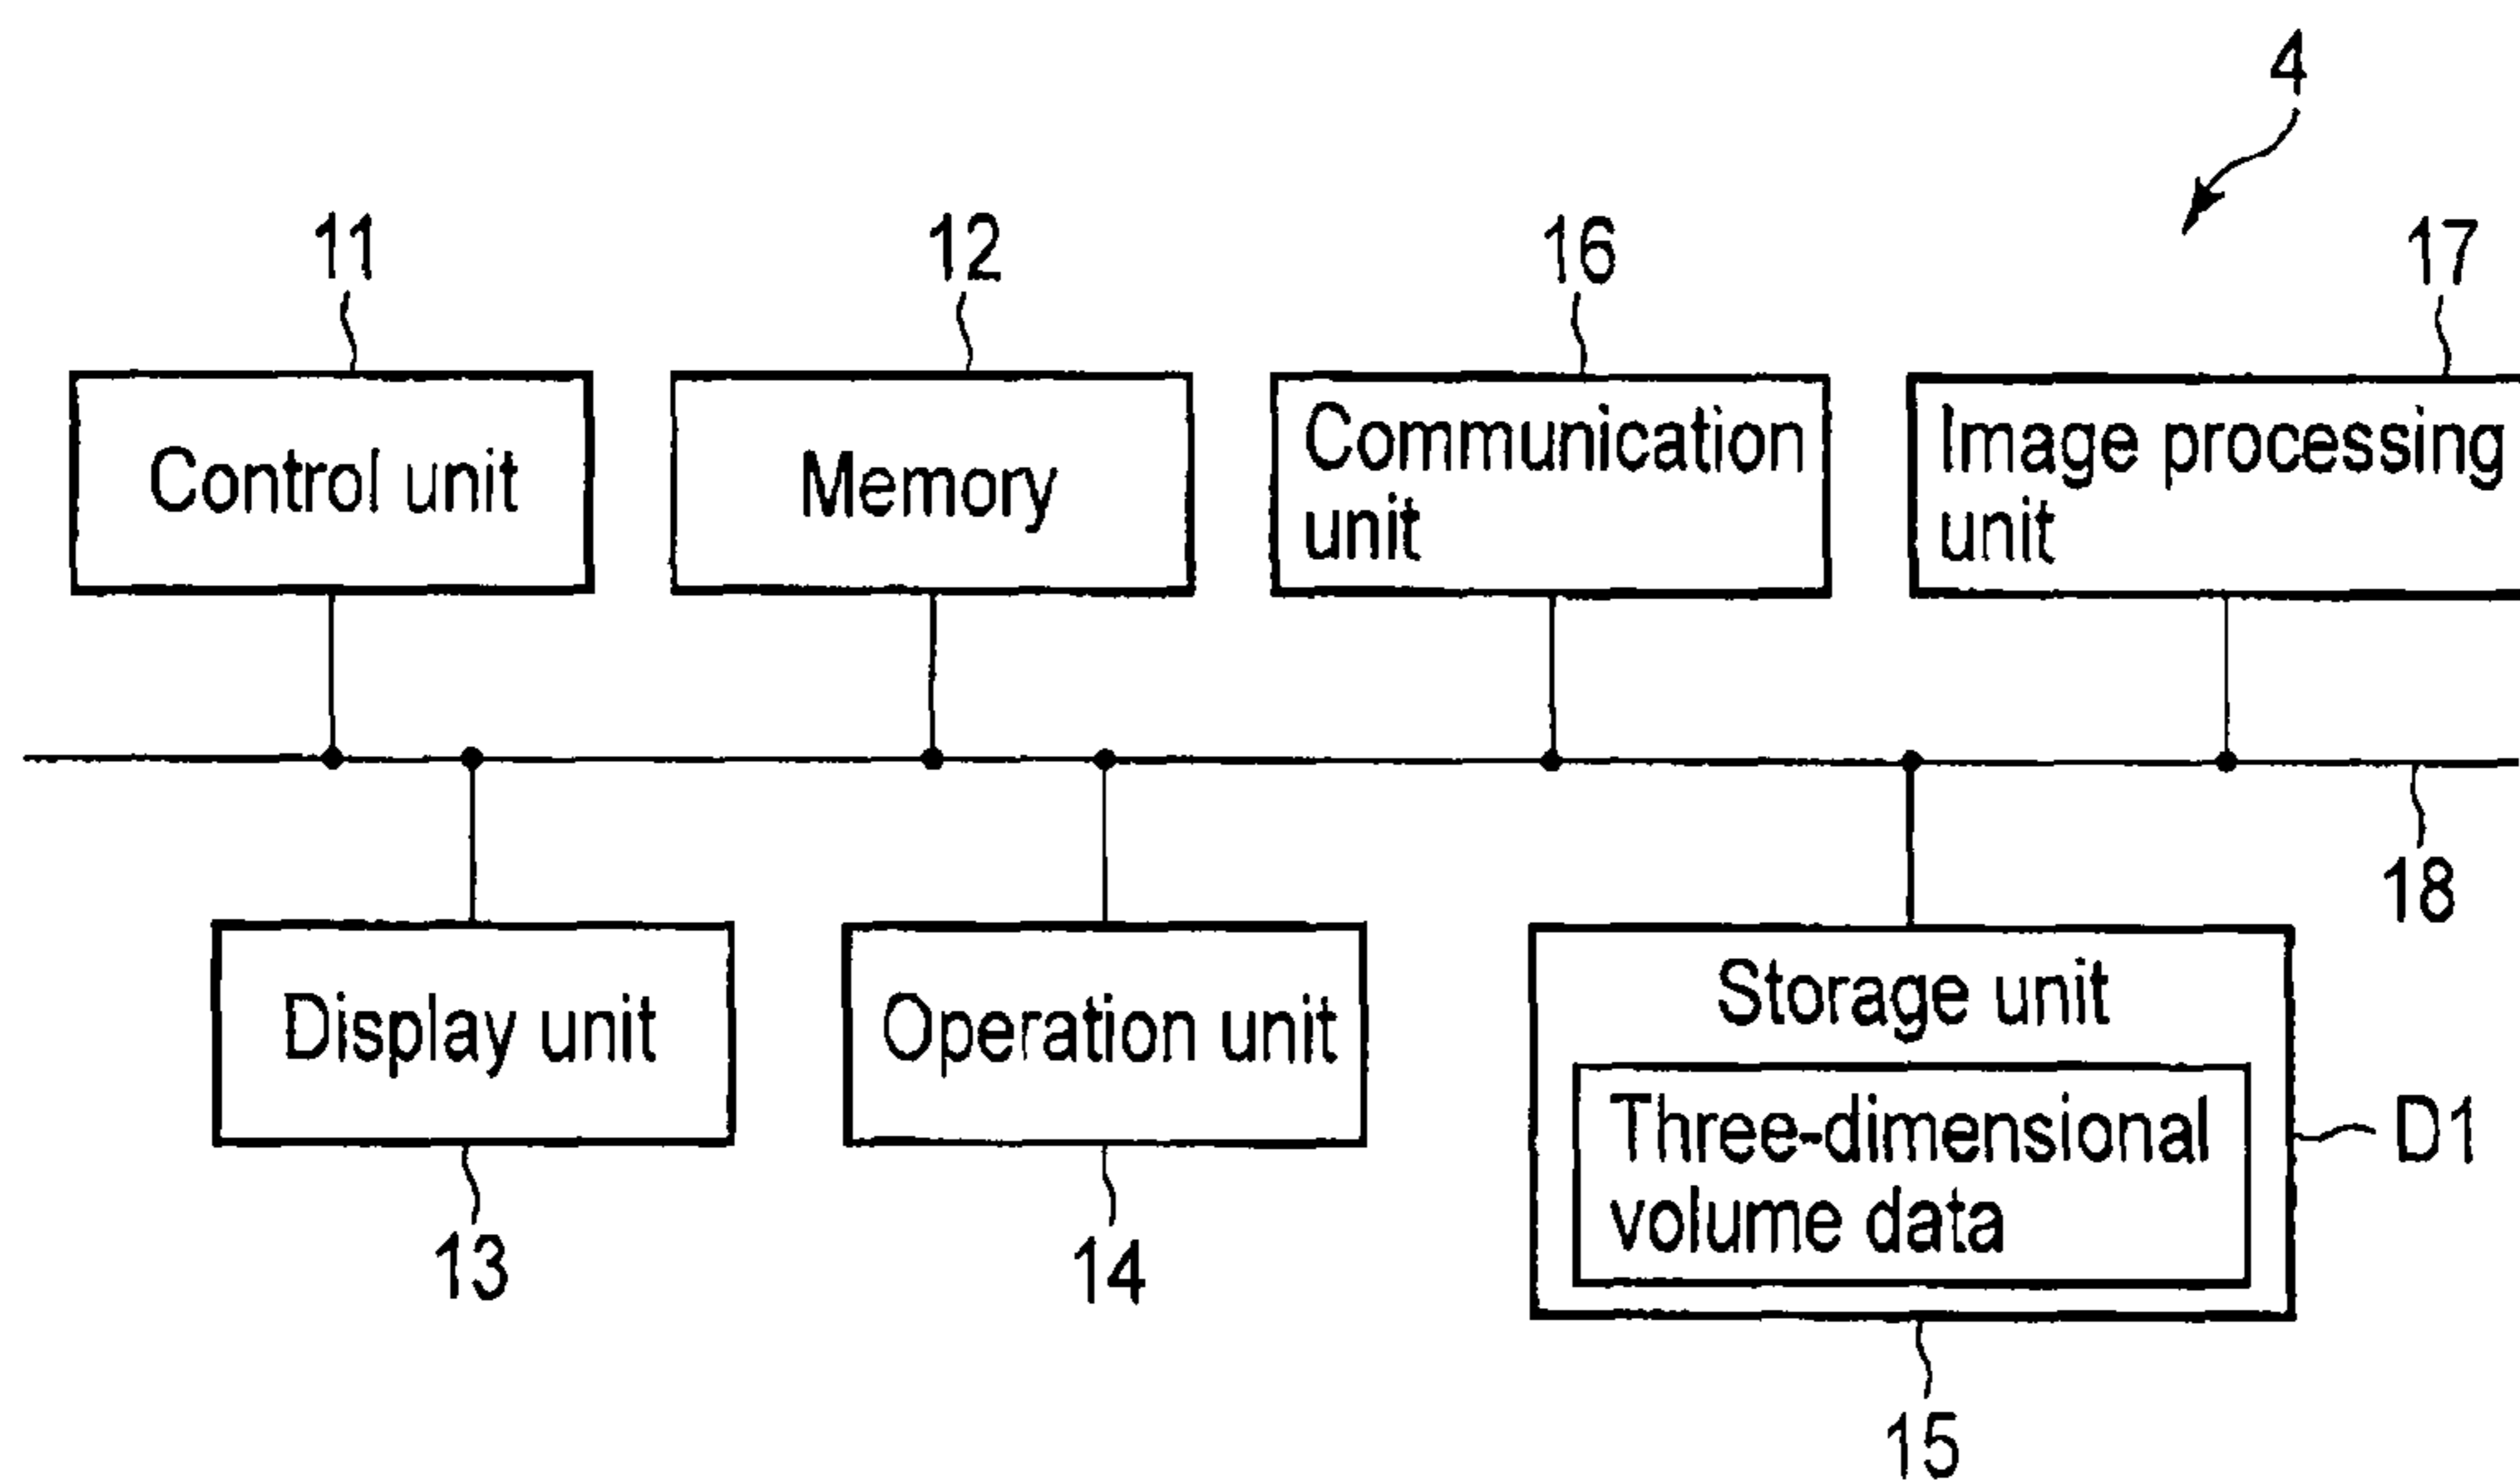 4
11
12
16
17
Control unit
Memory
Communication
unit
Image processing
unit
18
Display unit
Operation unit
Storage unit
Three-dimensional
volume data
D1
13
14
15